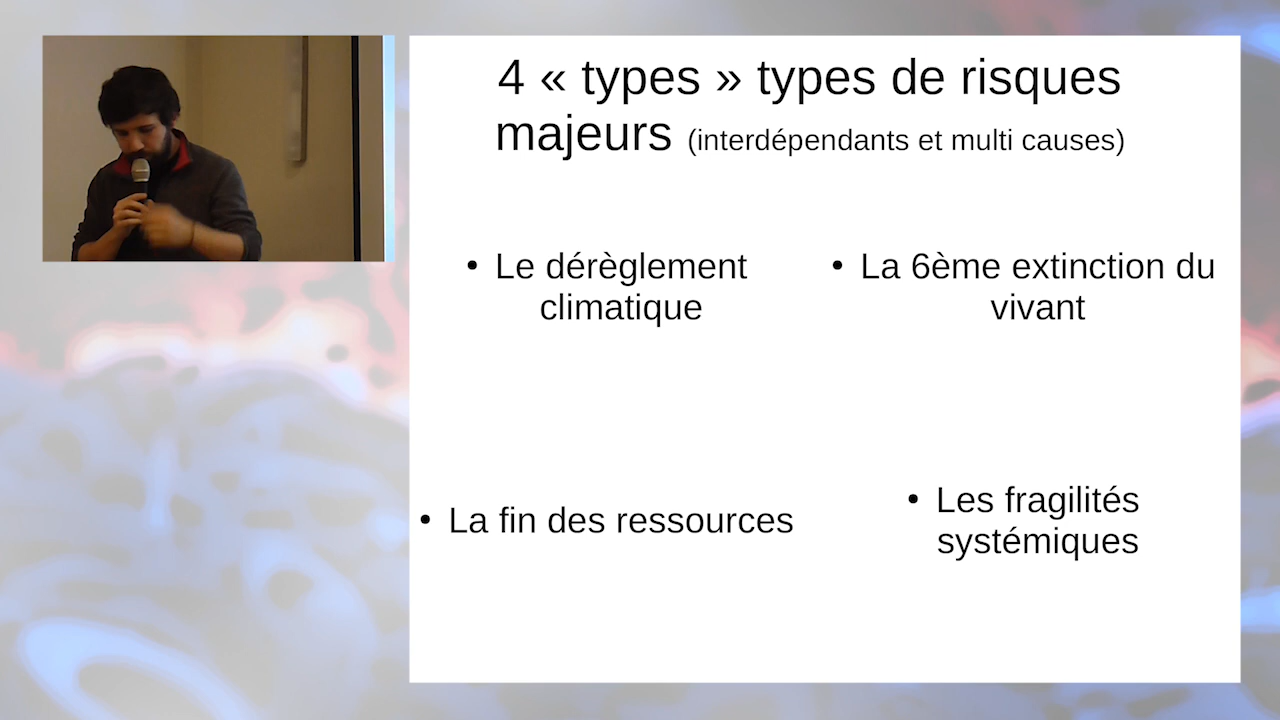 4 « types » types de risques
majeurs (interdépendants et multi causes)
• Le dérèglement
climatique
• La 6ème extinction du
vivant
• La fin des ressources
• Les fragilités
systémiques